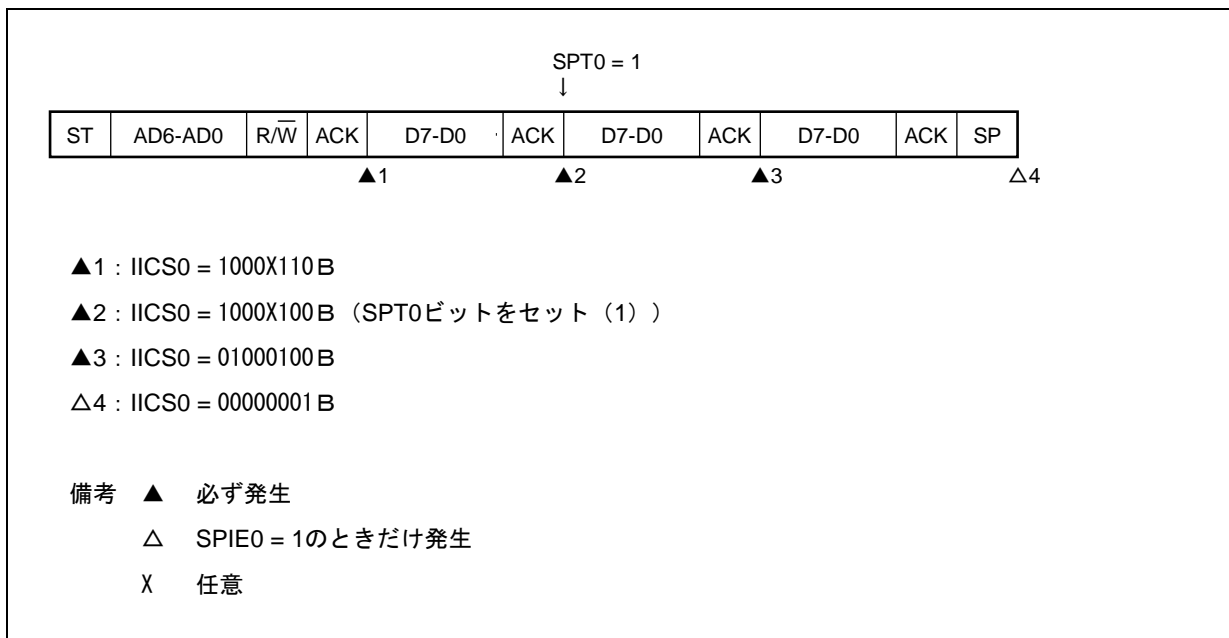 SPT0 = 1
↓
ST AD6-AD0 R/W̅ ACK D7-D0 ACK D7-D0 ACK D7-D0 ACK SP
▲1 ▲2 ▲3 △4
▲1：IICS0 = 1000X110B
▲2：IICS0 = 1000X100B（SPT0ビットをセット（1））
▲3：IICS0 = 01000100B
△4：IICS0 = 00000001B
備考 ▲ 必ず発生
△ SPIE0 = 1のときだけ発生
X 任意